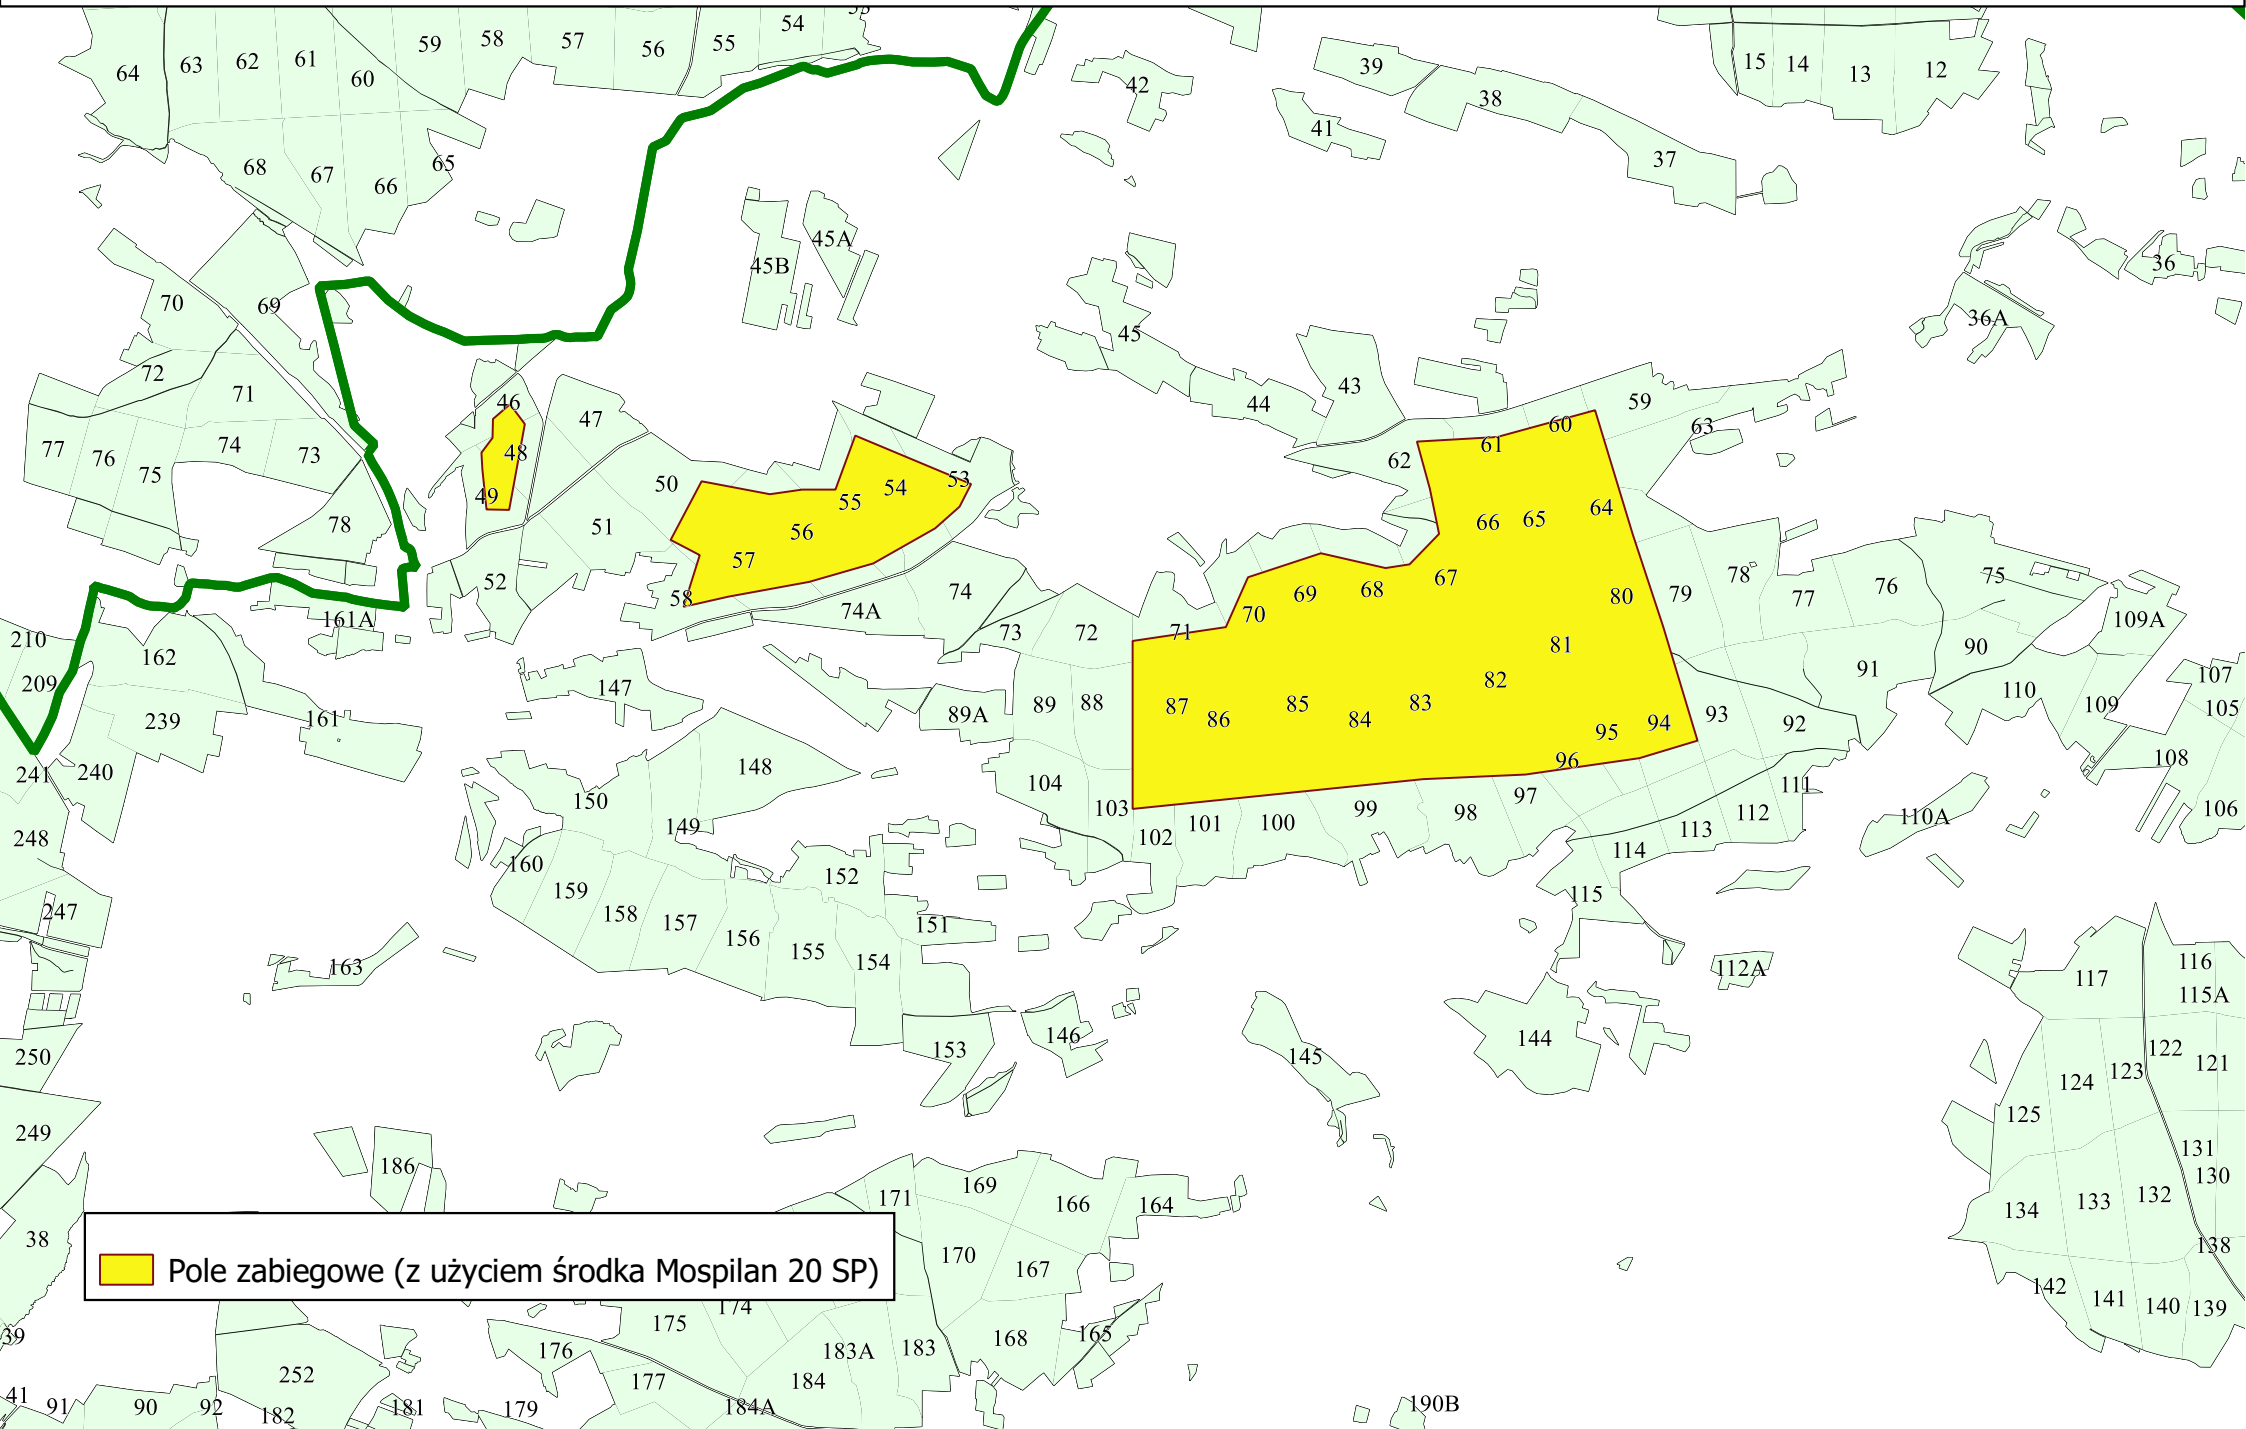 54
59 58 57 56 55
64 63 62 61 60
68 67 66 65
42 39 38 41 37
15 14 13 12
45B 45A 45 44 43
36 36A
70 69 72 71
77 76 75 74 73 78
46 47 48 49 50 51 52
53 54 55 56 57 58
59 60 61 62 63 64
66 65 67 68 69 70 71
80 79 78 77 76 75
74 74A 73 72
81 82 83 84 85 86 87 88 89 89A
90 91 92 93 94 95 96
109A 110 109 107 105 108 106
161A 210 209 162 239 161
241 240 248 247
147 148 150 149
104 103 102 101 100 99 98 97
111 112 113 114 115 110A
160 159 158 157 156 155 154 152 151
163 153 146 145 144 112A
117 116 115A
250 249
125 124 123 122 121
131 130
134 133 132 138
142 141 140 139
186
171 169 166 164
170 167
38
Pole zabiegowe (z użyciem środka Mospilan 20 SP)
39
175 174 168 165
176 183A 183
252 177 184
41 91 90 92 182 181 179 184A 190B